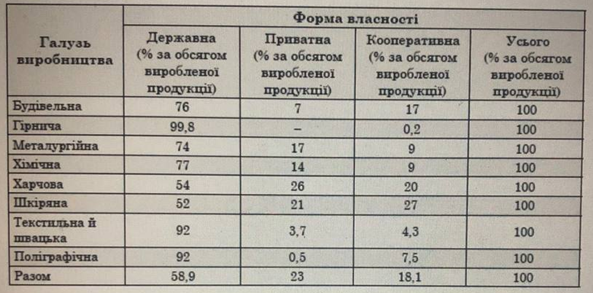 Галузь виробництва | Форма власності
Державна (% за обсягом виробленої продукції) | Приватна (% за обсягом виробленої продукції) | Кооперативна (% за обсягом виробленої продукції) | Усього (% за обсягом виробленої продукції)
Будівельна 76 7 17 100
Гірнича 99,8 – 0,2 100
Металургійна 74 17 9 100
Хімічна 77 14 9 100
Харчова 54 26 20 100
Шкіряна 52 21 27 100
Текстильна й швацька 92 3,7 4,3 100
Поліграфічна 92 0,5 7,5 100
Разом 58,9 23 18,1 100